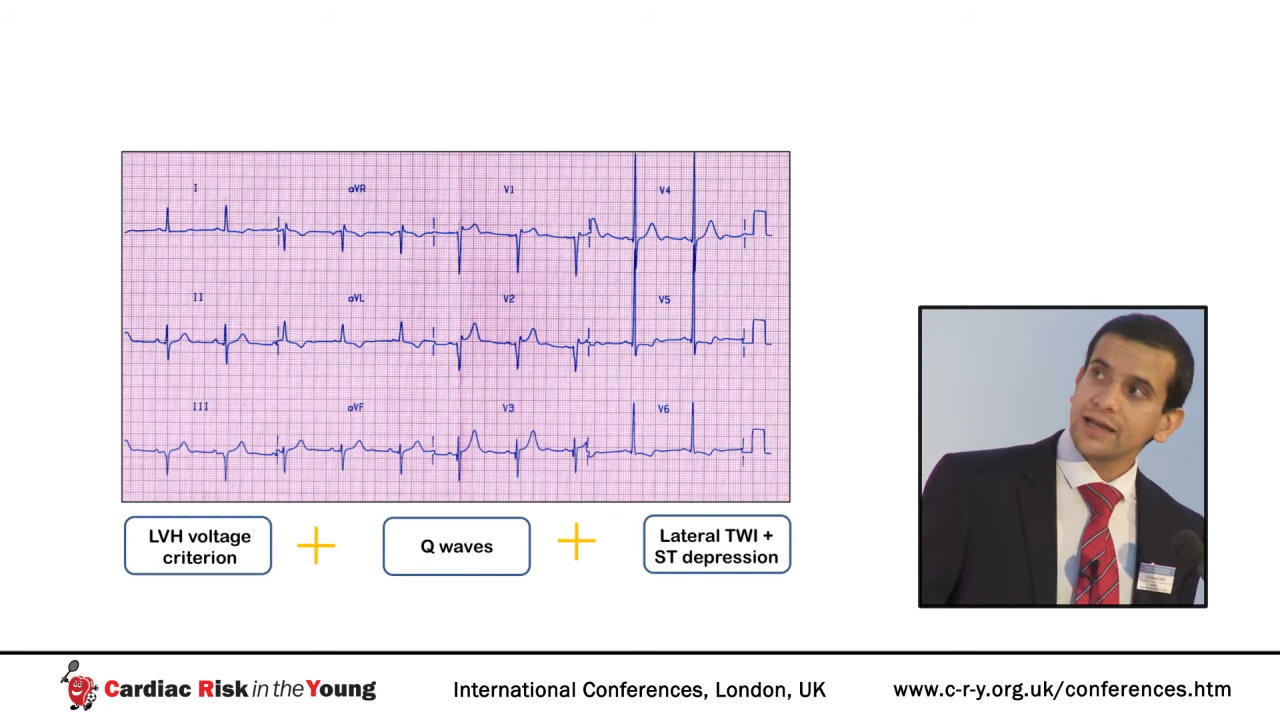 I aVR V1 V4
II aVL V2 V5
III aVF V3 V6
LVH voltage
criterion
Q waves
Lateral TWI +
ST depression
Cardiac Risk in the Young
International Conferences, London, UK
www.c-r-y.org.uk/conferences.htm